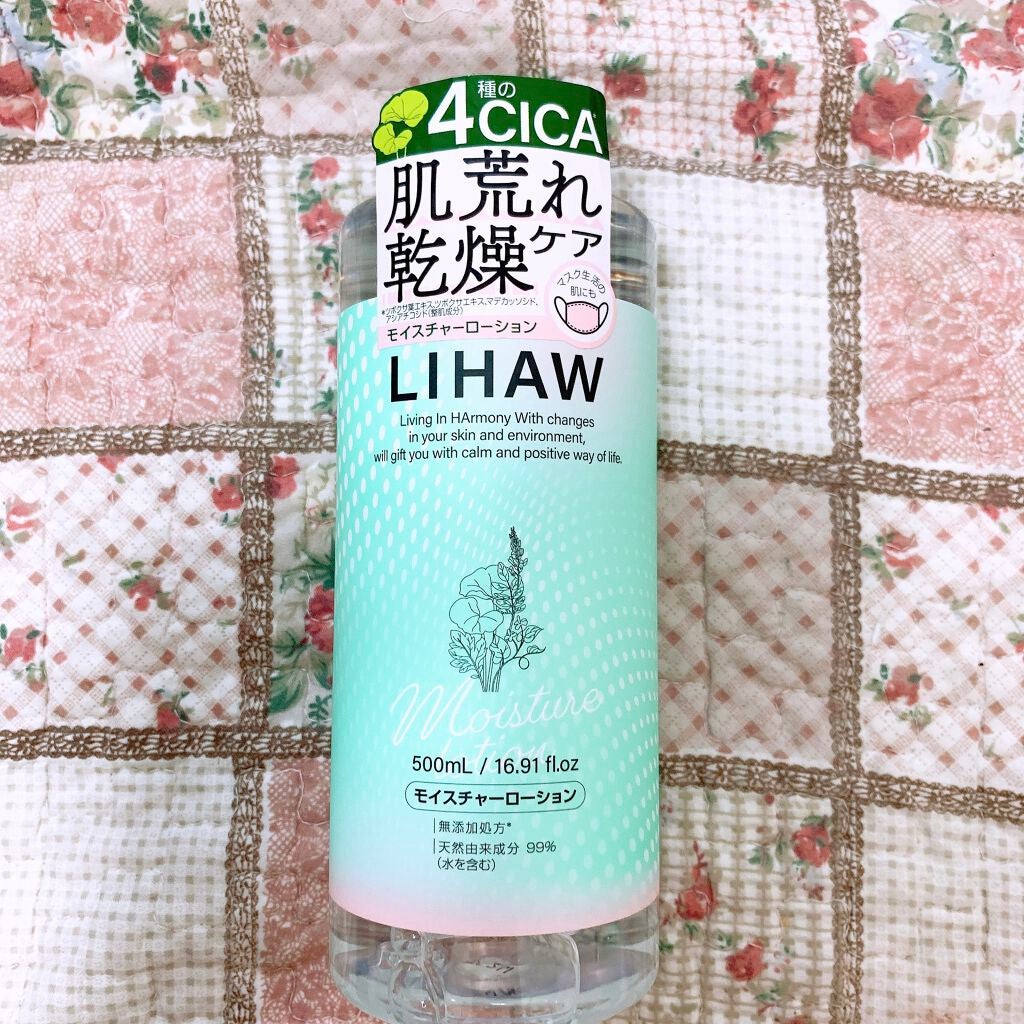 4種のCICA*
肌荒れ
乾燥ケア
マスク生活の
肌にも
*ツボクサ葉エキス,ツボクサエキス,マデカッソシド,
アシアチコシド(整肌成分)
モイスチャーローション
LIHAW
Living In HArmony With changes
in your skin and environment,
will gift you with calm and positive way of life.
Moisture
Lotion
500mL / 16.91 fl.oz
モイスチャーローション
無添加処方*
天然由来成分 99%
(水を含む)